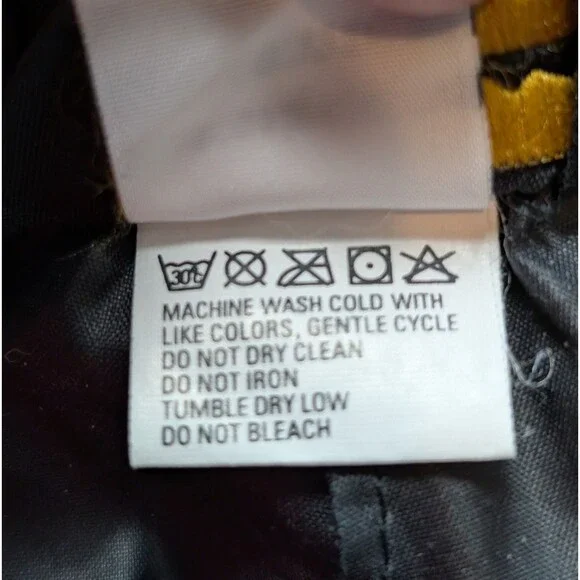 30°c
MACHINE WASH COLD WITH
LIKE COLORS, GENTLE CYCLE
DO NOT DRY CLEAN
DO NOT IRON
TUMBLE DRY LOW
DO NOT BLEACH